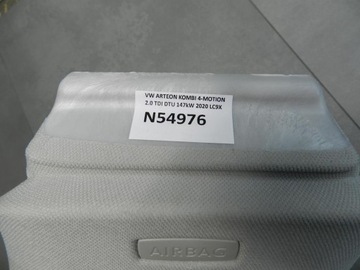 VW ARTEON KOMBI 4-MOTION
2.0 TDI DTU 147kW 2020 LC9X
N54976
AIRBAG